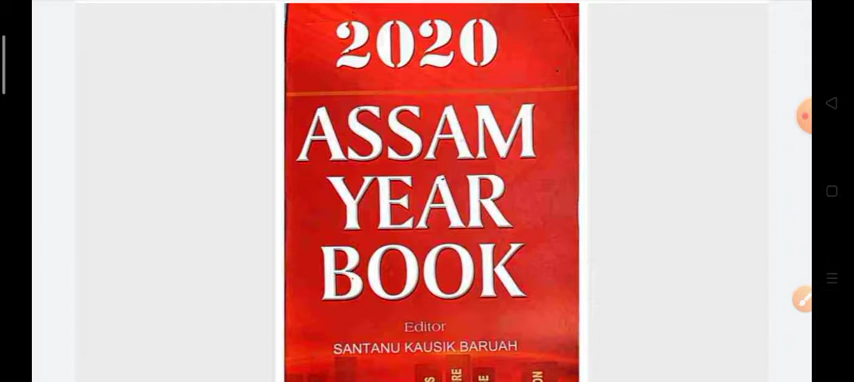 2020
ASSAM
YEAR
BOOK
Editor
SANTANU KAUSIK BARUAH